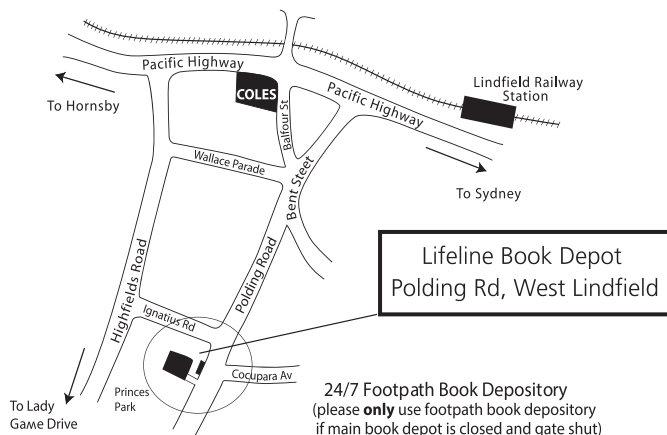 Pacific Highway
To Hornsby
COLES
Balfour St
Pacific Highway
Lindfield Railway
Station
To Sydney
Wallace Parade
Bent Steet
Highfields Road
Polding Road
Lifeline Book Depot
Polding Rd, West Lindfield
Ignatius Rd
Cocupara Av
Princes
Park
To Lady
Game Drive
24/7 Footpath Book Depository
(please only use footpath book depository
if main book depot is closed and gate shut)